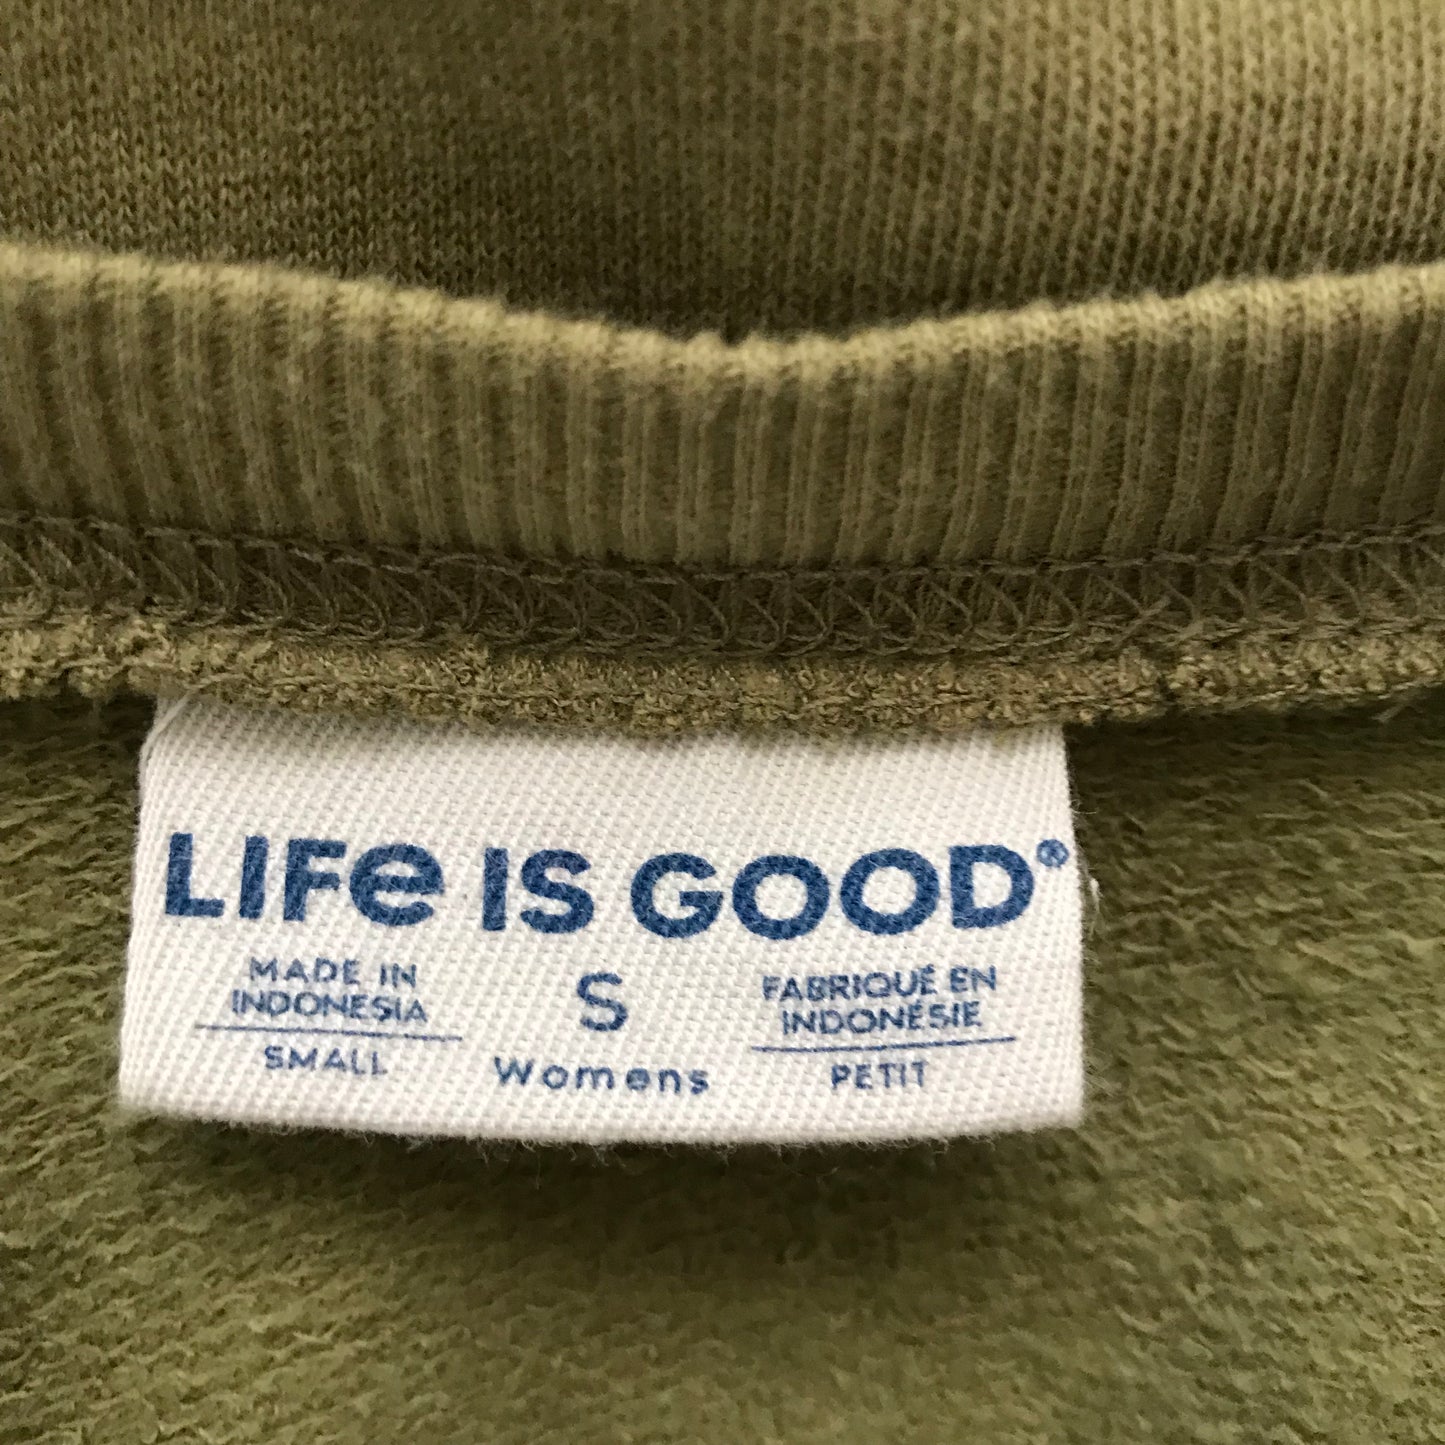 LIFe IS GOOD®
MADE IN
INDONESIA
SMALL
S
Womens
FABRIQUÉ EN
INDONÉSIE
PETIT